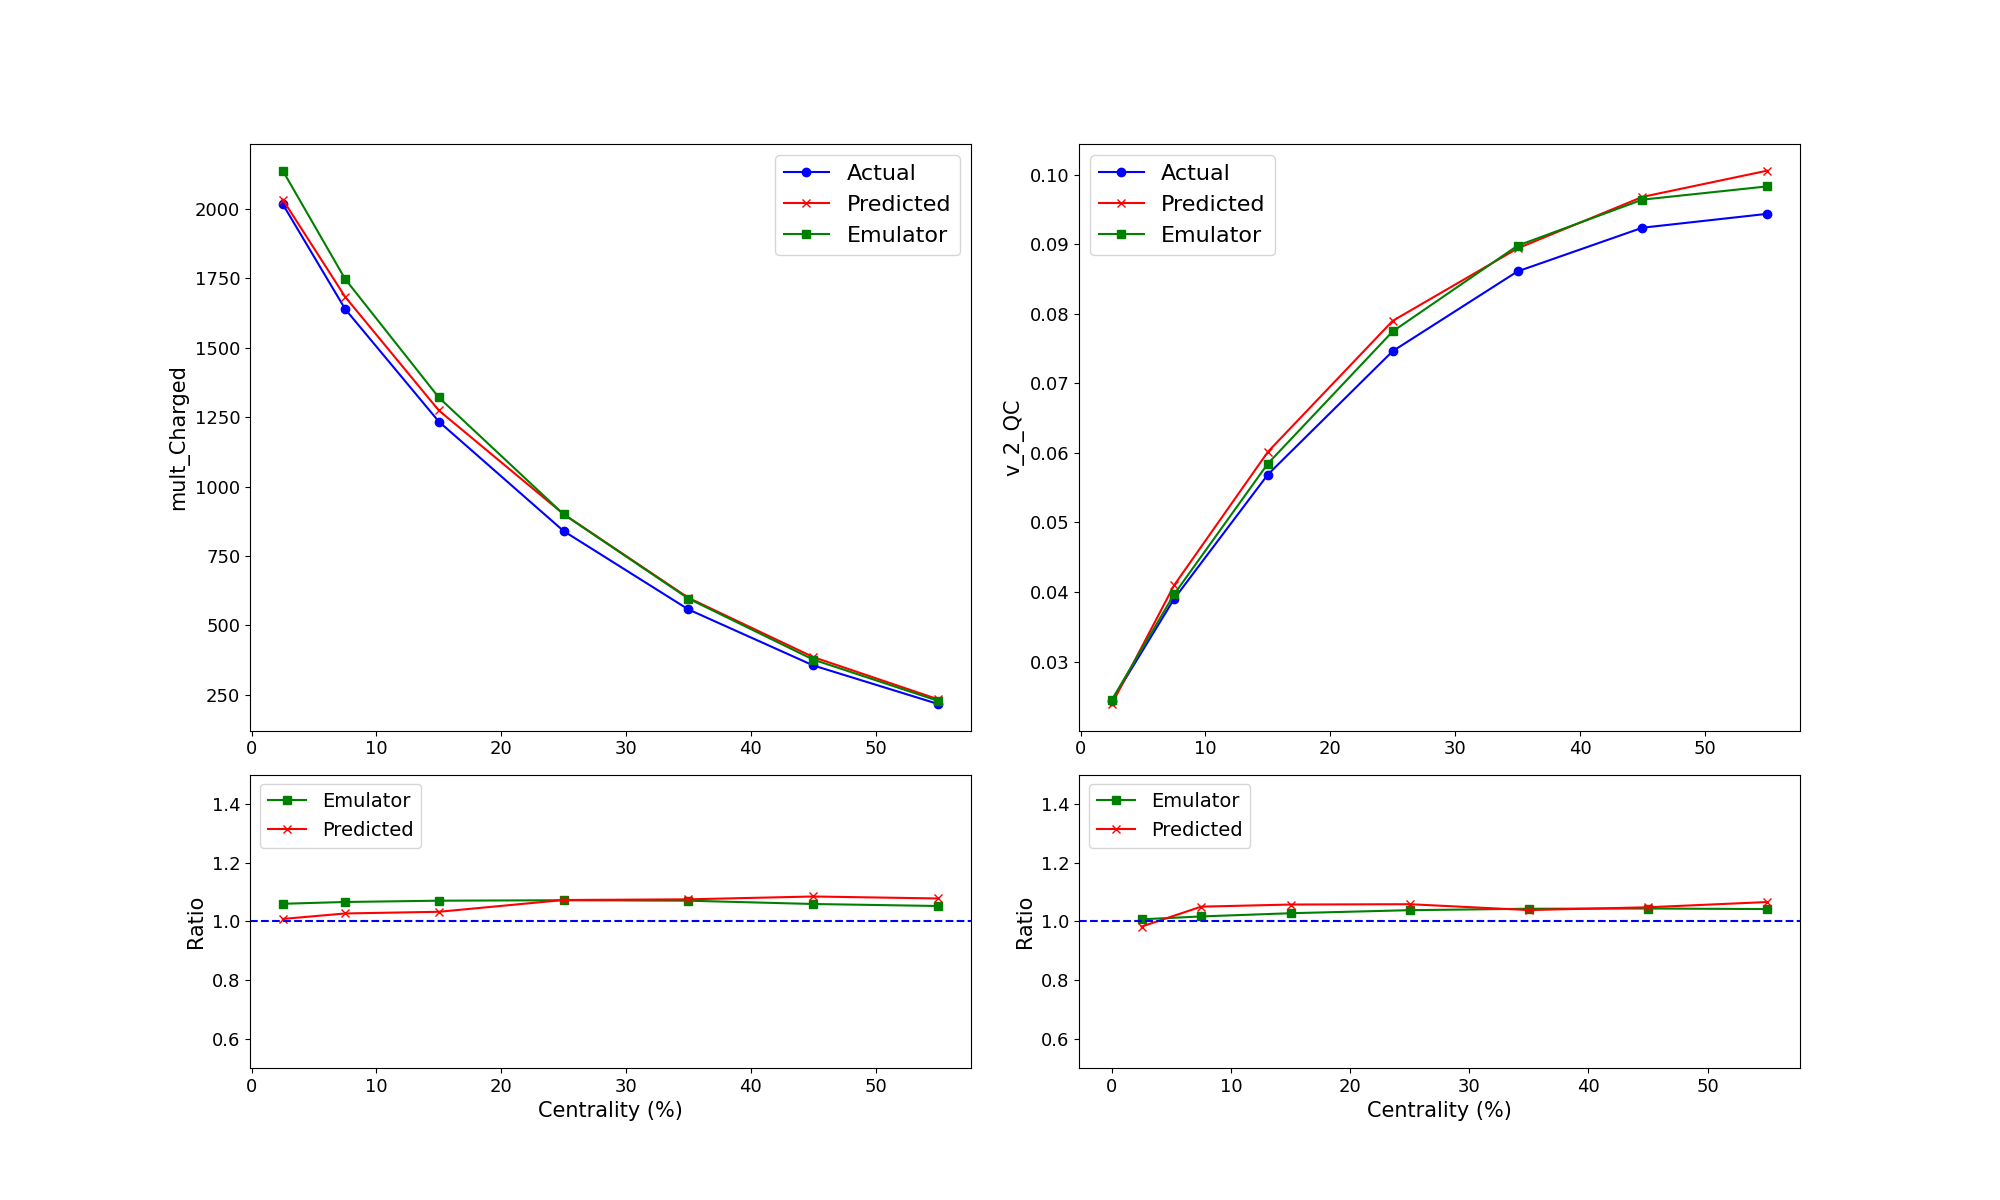 Actual
Predicted
Emulator
2000
1750
1500
1250
1000
750
500
250
mult_Charged
0 10 20 30 40 50
Actual
Predicted
Emulator
0.10
0.09
0.08
0.07
0.06
0.05
0.04
0.03
v_2_QC
0 10 20 30 40 50
Emulator
Predicted
1.4
1.2
1.0
0.8
0.6
Ratio
0 10 20 30 40 50
Centrality (%)
Emulator
Predicted
1.4
1.2
1.0
0.8
0.6
Ratio
0 10 20 30 40 50
Centrality (%)